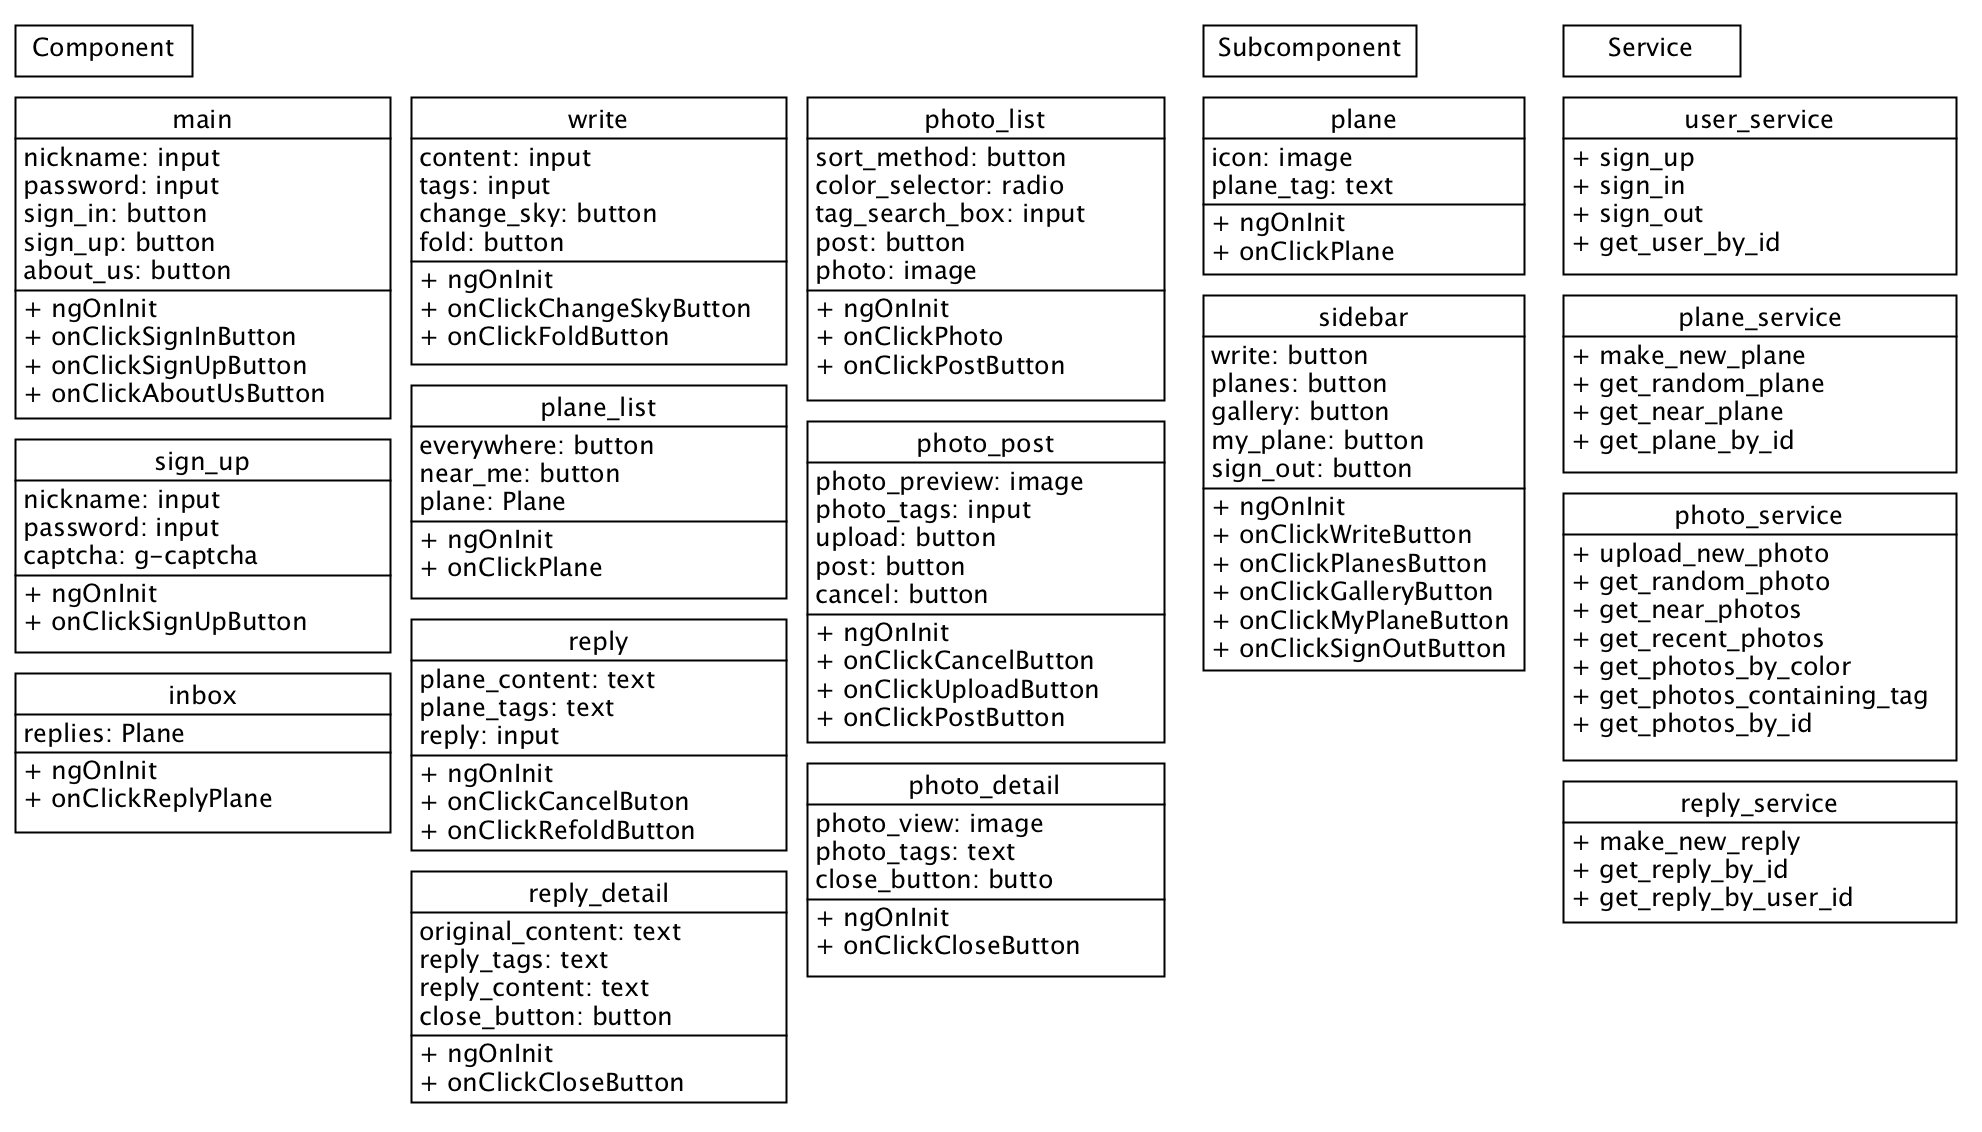 Component
main
nickname: input
password: input
sign_in: button
sign_up: button
about_us: button
+ ngOnInit
+ onClickSignInButton
+ onClickSignUpButton
+ onClickAboutUsButton
sign_up
nickname: input
password: input
captcha: g-captcha
+ ngOnInit
+ onClickSignUpButton
inbox
replies: Plane
+ ngOnInit
+ onClickReplyPlane
write
content: input
tags: input
change_sky: button
fold: button
+ ngOnInit
+ onClickChangeSkyButton
+ onClickFoldButton
plane_list
everywhere: button
near_me: button
plane: Plane
+ ngOnInit
+ onClickPlane
reply
plane_content: text
plane_tags: text
reply: input
+ ngOnInit
+ onClickCancelButon
+ onClickRefoldButton
reply_detail
original_content: text
reply_tags: text
reply_content: text
close_button: button
+ ngOnInit
+ onClickCloseButton
photo_list
sort_method: button
color_selector: radio
tag_search_box: input
post: button
photo: image
+ ngOnInit
+ onClickPhoto
+ onClickPostButton
photo_post
photo_preview: image
photo_tags: input
upload: button
post: button
cancel: button
+ ngOnInit
+ onClickCancelButton
+ onClickUploadButton
+ onClickPostButton
photo_detail
photo_view: image
photo_tags: text
close_button: butto
+ ngOnInit
+ onClickCloseButton
Subcomponent
plane
icon: image
plane_tag: text
+ ngOnInit
+ onClickPlane
sidebar
write: button
planes: button
gallery: button
my_plane: button
sign_out: button
+ ngOnInit
+ onClickWriteButton
+ onClickPlanesButton
+ onClickGalleryButton
+ onClickMyPlaneButton
+ onClickSignOutButton
Service
user_service
+ sign_up
+ sign_in
+ sign_out
+ get_user_by_id
plane_service
+ make_new_plane
+ get_random_plane
+ get_near_plane
+ get_plane_by_id
photo_service
+ upload_new_photo
+ get_random_photo
+ get_near_photos
+ get_recent_photos
+ get_photos_by_color
+ get_photos_containing_tag
+ get_photos_by_id
reply_service
+ make_new_reply
+ get_reply_by_id
+ get_reply_by_user_id